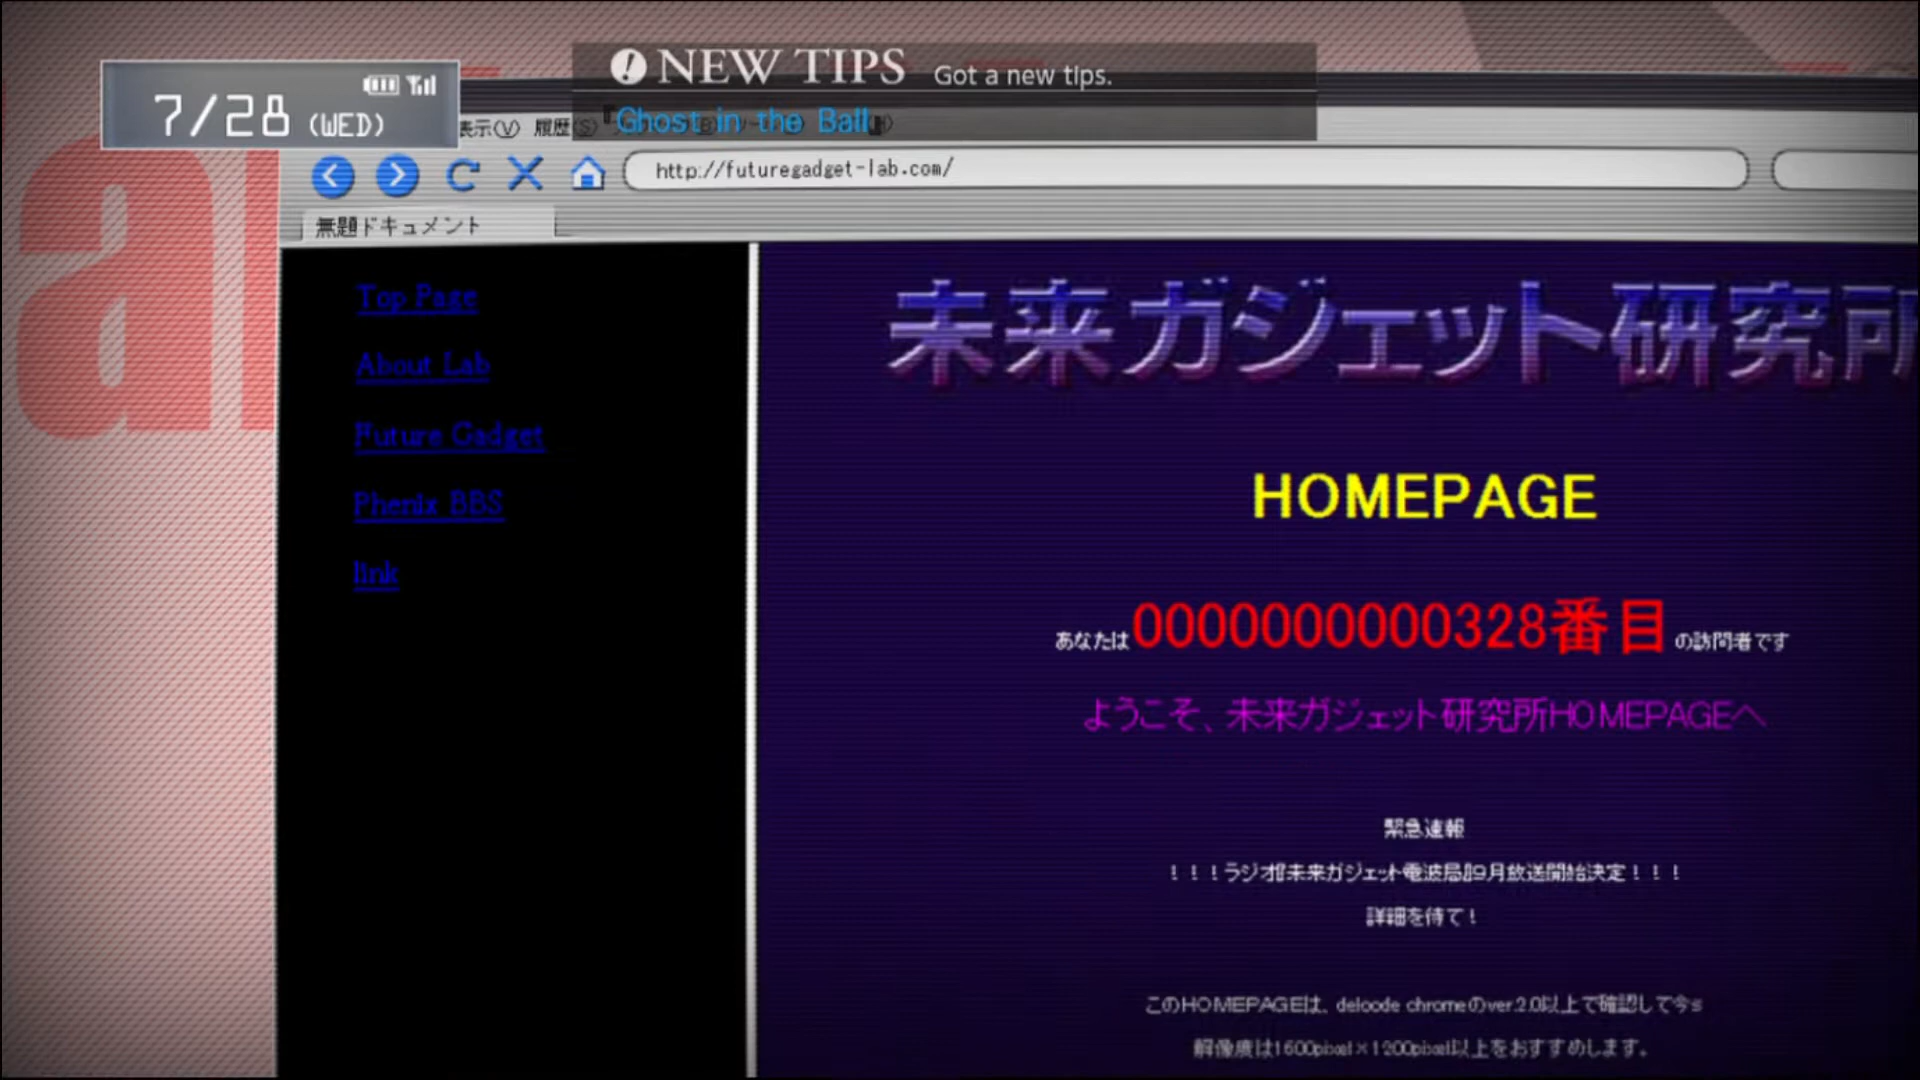 NEW TIPS Got a new tips.
『Ghost in the Ball』
7/28 (WED)
表示(V) 履歴(S)
http://futuregadget-lab.com/
無題ドキュメント
Top Page
About Lab
Future Gadget
Phenix BBS
link
未来ガジェット研究所
HOMEPAGE
あなたは0000000000328番目の訪問者です
ようこそ、未来ガジェット研究所HOMEPAGEへ
緊急速報
!!!ラジオ『未来ガジェット電波局』9月放送開始決定!!!
詳細を待て!
このHOMEPAGEは、delcode chromeのver.2.0以上で確認して今s
解像度は1600pixel×1200pixel以上をおすすめします。